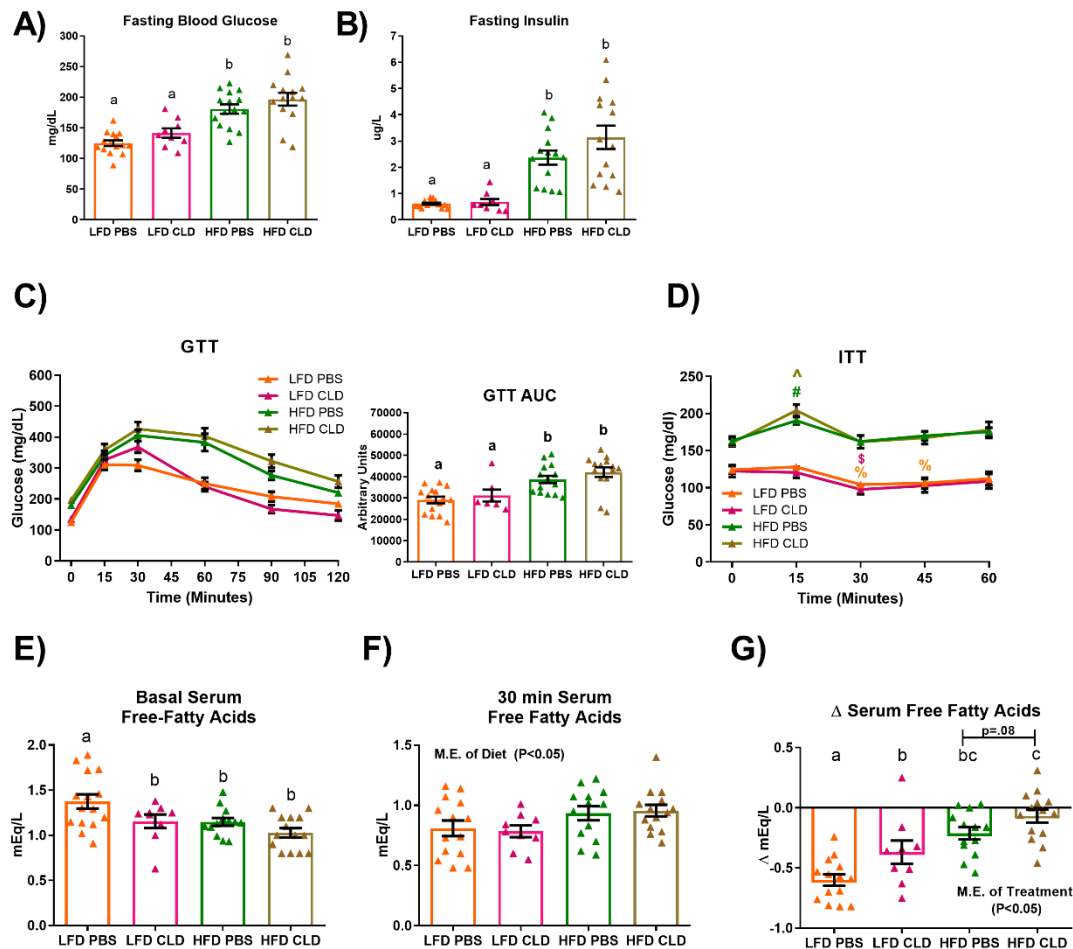 A)
Fasting Blood Glucose
mg/dL
300
250
200
150
100
50
0
a
a
b
b
LFD PBS
LFD CLD
HFD PBS
HFD CLD
B)
Fasting Insulin
ug/L
7
6
5
4
3
2
1
0
a
a
b
b
LFD PBS
LFD CLD
HFD PBS
HFD CLD
C)
GTT
Glucose (mg/dL)
600
500
400
300
200
100
0
LFD PBS
LFD CLD
HFD PBS
HFD CLD
0 15 30 45 60 75 90 105 120
Time (Minutes)
GTT AUC
Arbitrary Units
70000
60000
50000
40000
30000
20000
10000
0
a
a
b
b
LFD PBS
LFD CLD
HFD PBS
HFD CLD
D)
ITT
Glucose (mg/dl)
250
200
150
100
50
0
^
#
$
%
%
LFD PBS
LFD CLD
HFD PBS
HFD CLD
0 15 30 45 60
Time (Minutes)
E)
Basal Serum
Free-Fatty Acids
mEq/L
2.0
1.5
1.0
0.5
0.0
a
b
b
b
LFD PBS
LFD CLD
HFD PBS
HFD CLD
F)
30 min Serum
Free Fatty Acids
M.E. of Diet (P<0.05)
mEq/L
1.5
1.0
0.5
0.0
LFD PBS
LFD CLD
HFD PBS
HFD CLD
G)
Δ Serum Free Fatty Acids
p=.08
Δ mEq/L
0.5
-0.0
-0.5
-1.0
a
b
bc
c
M.E. of Treatment
(P<0.05)
LFD PBS
LFD CLD
HFD PBS
HFD CLD